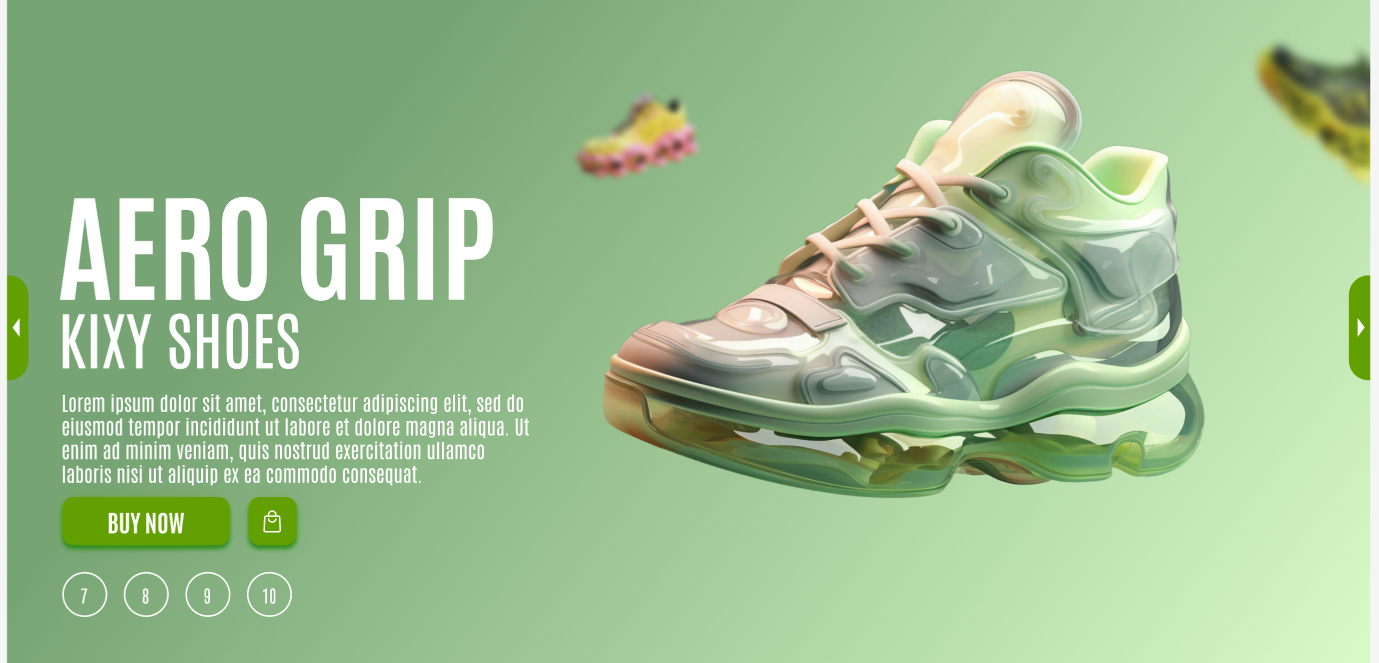 AERO GRIP
KIXY SHOES
Lorem ipsum dolor sit amet, consectetur adipiscing elit, sed do
eiusmod tempor incididunt ut labore et dolore magna aliqua. Ut
enim ad minim veniam, quis nostrud exercitation ullamco
laboris nisi ut aliquip ex ea commodo consequat.
BUY NOW
7 8 9 10